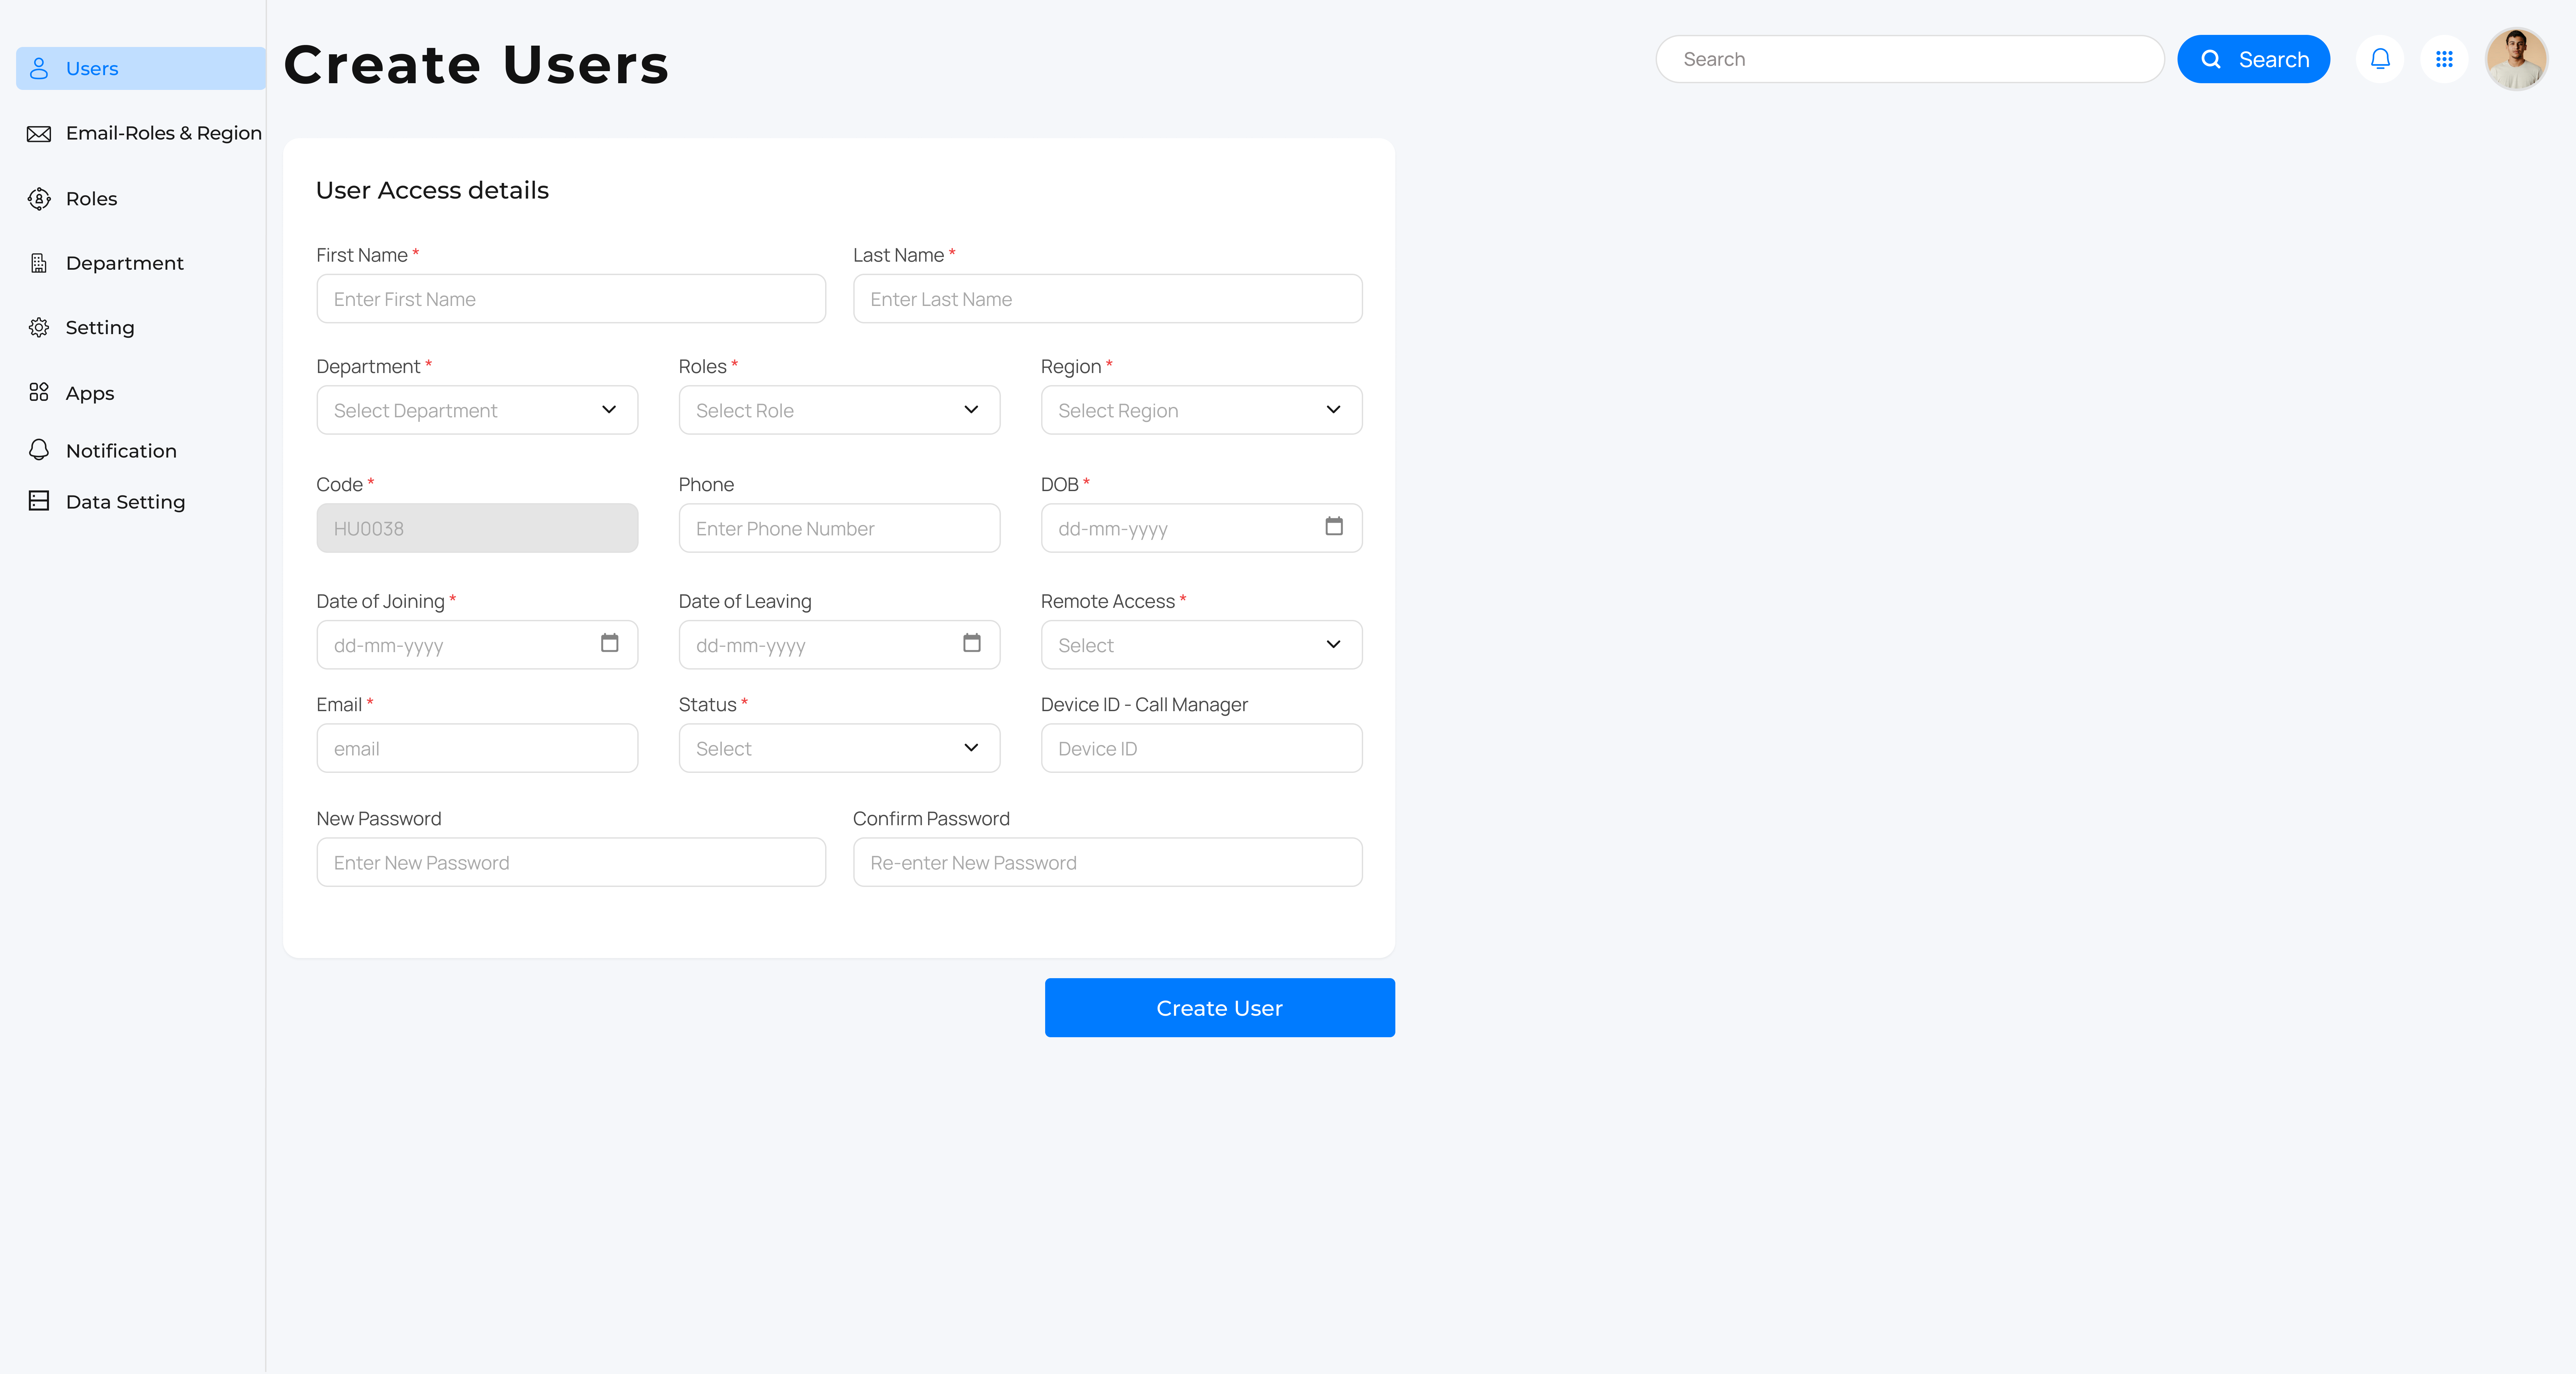 Users
Email-Roles & Region
Roles
Department
Setting
Apps
Notification
Data Setting
Create Users
Search
Search
User Access details
First Name *
Last Name *
Enter First Name
Enter Last Name
Department *
Roles *
Region *
Select Department
Select Role
Select Region
Code *
Phone
DOB *
HU0038
Enter Phone Number
dd-mm-yyyy
Date of Joining *
Date of Leaving
Remote Access *
dd-mm-yyyy
dd-mm-yyyy
Select
Email *
Status *
Device ID - Call Manager
email
Select
Device ID
New Password
Confirm Password
Enter New Password
Re-enter New Password
Create User